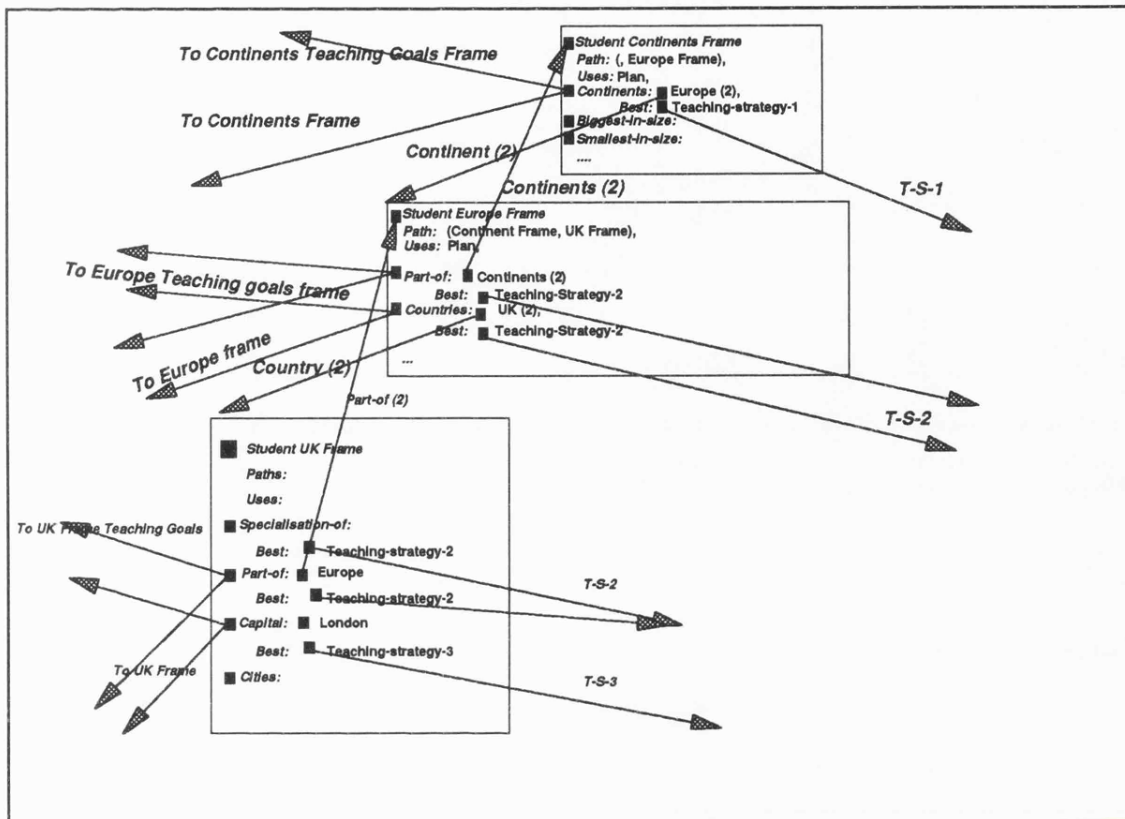 To Continents Teaching Goals Frame
Student Continents Frame
Path: (, Europe Frame),
Uses: Plan,
Continents: Europe (2),
Best: Teaching-strategy-1
To Continents Frame
Biggest-in-size:
Smallest-in-size:
....
Continent (2)
Continents (2)
T-S-1
Student Europe Frame
Path: (Continent Frame, UK Frame),
Uses: Plan,
To Europe Teaching goals frame
Part-of: Continents (2)
Best: Teaching-Strategy-2
Countries: UK (2),
Best: Teaching-Strategy-2
...
To Europe frame
Country (2)
Part-of (2)
T-S-2
Student UK Frame
Paths:
Uses:
To UK Frame Teaching Goals
Specialisation-of:
Best: Teaching-strategy-2
Part-of: Europe
T-S-2
Best: Teaching-strategy-2
Capital: London
Best: Teaching-strategy-3
To UK Frame
Cities:
T-S-3